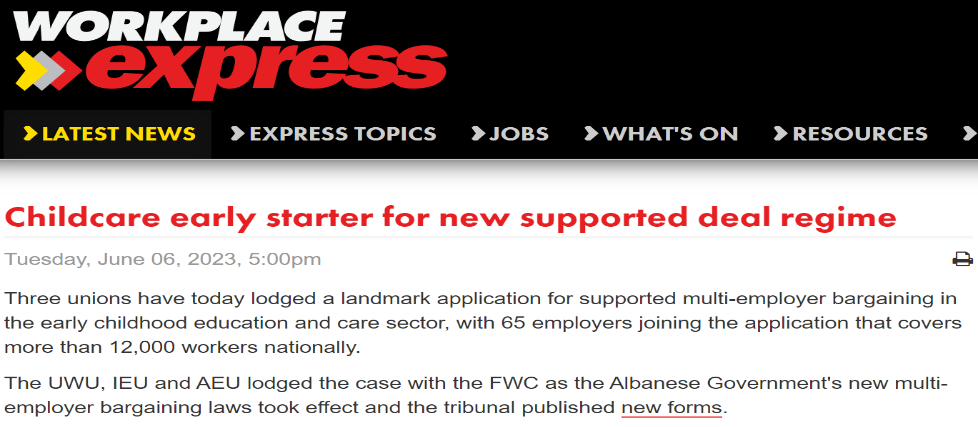 WORKPLACE
express
LATEST NEWS EXPRESS TOPICS JOBS WHAT'S ON RESOURCES
Childcare early starter for new supported deal regime
Tuesday, June 06, 2023, 5:00pm
Three unions have today lodged a landmark application for supported multi-employer bargaining in
the early childhood education and care sector, with 65 employers joining the application that covers
more than 12,000 workers nationally.
The UWU, IEU and AEU lodged the case with the FWC as the Albanese Government's new multi-
employer bargaining laws took effect and the tribunal published new forms.